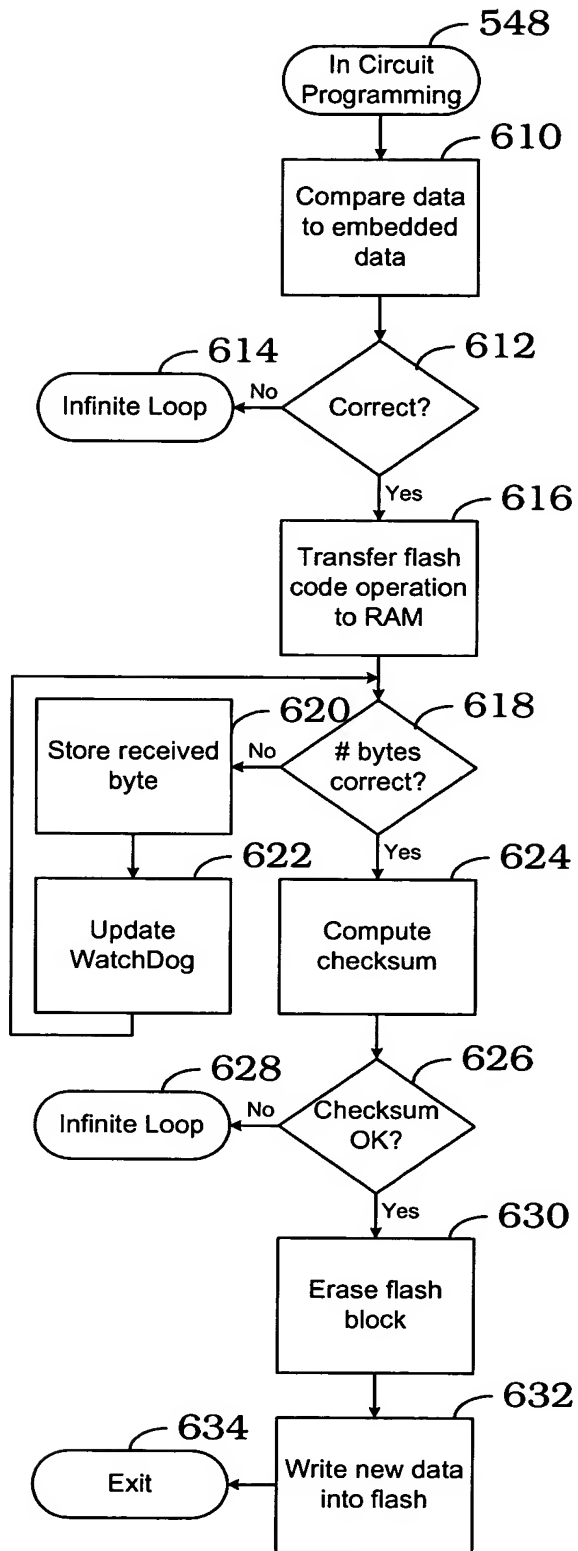 548
In Circuit
Programming
610
Compare data
to embedded
data
614
612
Infinite Loop
No
Correct?
Yes
616
Transfer flash
code operation
to RAM
620
618
Store received
byte
No
# bytes
correct?
622
Yes
624
Update
WatchDog
Compute
checksum
628
626
Infinite Loop
No
Checksum
OK?
Yes
630
Erase flash
block
634
632
Exit
Write new data
into flash